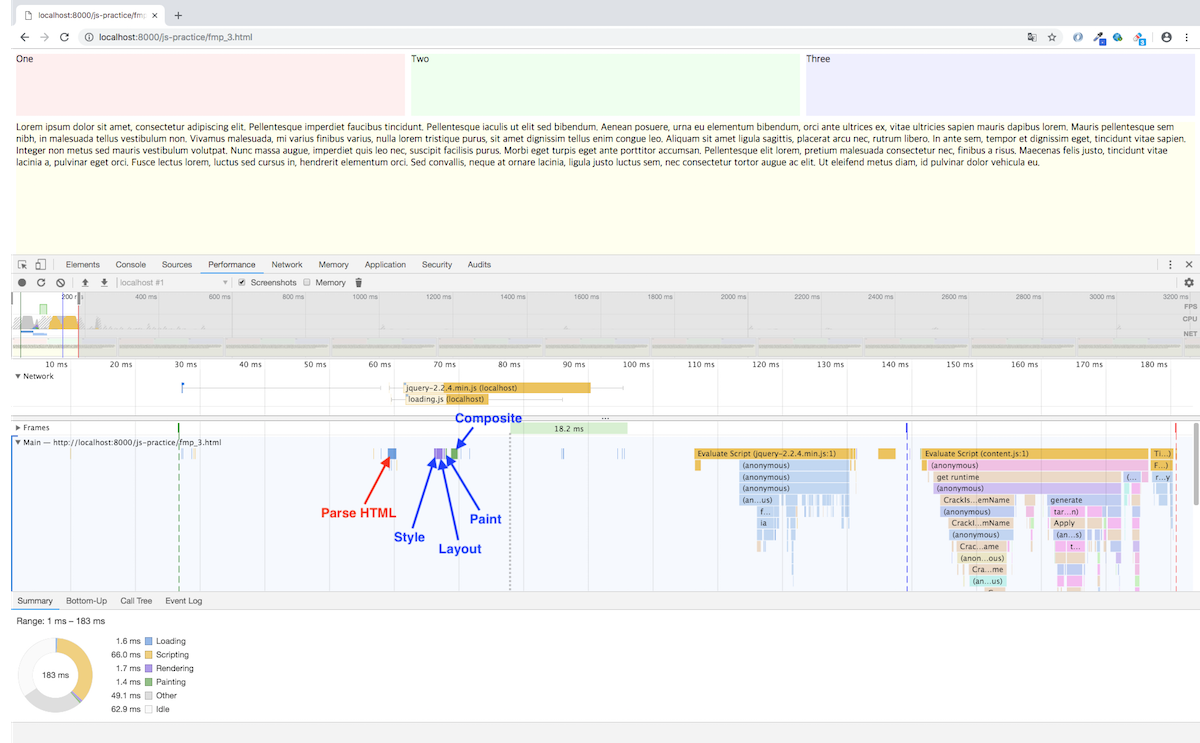 localhost:8000/js-practice/fmp
localhost:8000/js-practice/fmp_3.html
One Two Three
Lorem ipsum dolor sit amet, consectetur adipiscing elit. Pellentesque imperdiet faucibus tincidunt. Pellentesque iaculis ut elit sed bibendum. Aenean posuere, urna eu elementum bibendum, orci ante ultrices ex, vitae ultricies sapien mauris dapibus lorem. Mauris pellentesque sem
nibh, in malesuada tellus vestibulum non. Vivamus malesuada, mi varius finibus varius, nulla lorem tristique purus, sit amet dignissim tellus enim congue leo. Aliquam sit amet ligula sagittis, placerat arcu nec, rutrum libero. In ante sem, tempor et dignissim eget, tincidunt vitae sapien.
Integer non metus sed mauris vestibulum volutpat. Nunc massa augue, imperdiet quis leo nec, suscipit facilisis purus. Morbi eget turpis eget ante porttitor accumsan. Pellentesque elit lorem, pretium malesuada consectetur nec, finibus a risus. Maecenas felis justo, tincidunt vitae
lacinia a, pulvinar eget orci. Fusce lectus lorem, luctus sed cursus in, hendrerit elementum orci. Sed convallis, neque at ornare lacinia, ligula justo luctus sem, nec consectetur tortor augue ac elit. Ut eleifend metus diam, id pulvinar dolor vehicula eu.
Elements Console Sources Performance Network Memory Application Security Audits
localhost #1 Screenshots Memory
200 400 ms 600 ms 800 ms 1000 ms 1200 ms 1400 ms 1600 ms 1800 ms 2000 ms 2200 ms 2400 ms 2600 ms 2800 ms 3000 ms 3200 ms
FPS
CPU
NET
10 ms 20 ms 30 ms 40 ms 50 ms 60 ms 70 ms 80 ms 90 ms 100 ms 110 ms 120 ms 130 ms 140 ms 150 ms 160 ms 170 ms 180 ms
Network
jquery-2.2.4.min.js (localhost)
loading.js (localhost)
Composite
Frames 18.2 ms
Main — http://localhost:8000/js-practice/fmp_3.html
Evaluate Script (jquery-2.2.4.min.js:1) Evaluate Script (content.js:1) Ti...)
(anonymous) (anonymous) F...)
(anonymous) get runtime (... r...y
(anonymous) (anonymous)
(an...us) CrackIs...emName generate
f... (anonymous) tar...n)
ia CrackI...mName Apply
(anonymous) (an...s)
Crac...ame t...
(anon...ous)
Cra...me
(an...us)
Parse HTML
Style
Layout
Paint
Summary Bottom-Up Call Tree Event Log
Range: 1 ms – 183 ms
183 ms
1.6 ms Loading
66.0 ms Scripting
1.7 ms Rendering
1.4 ms Painting
49.1 ms Other
62.9 ms Idle